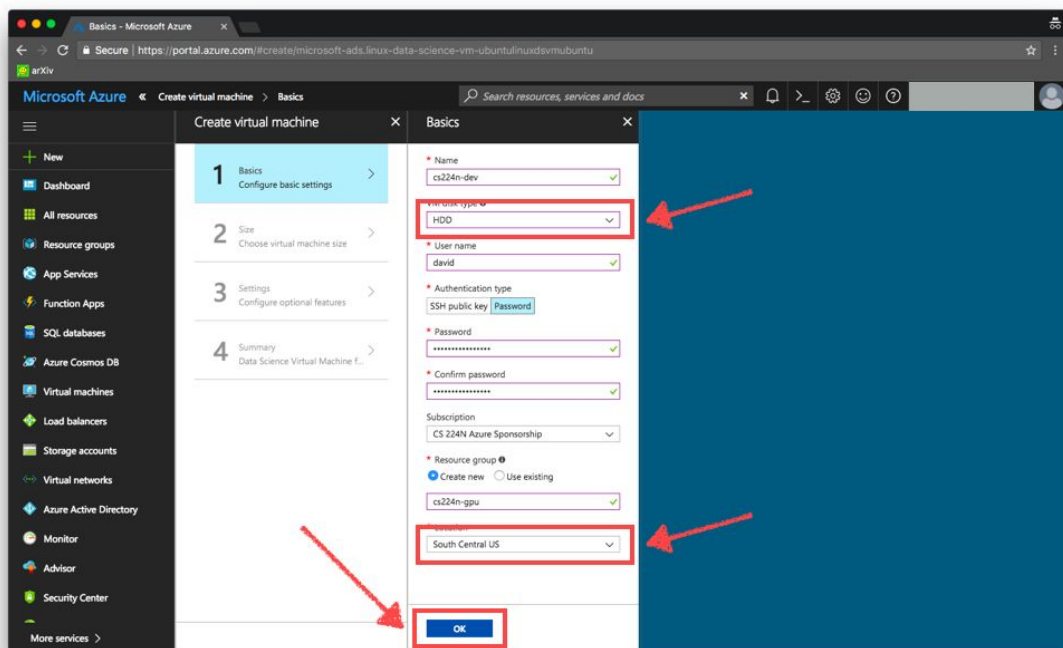 Basics - Microsoft Azure
Secure | https://portal.azure.com/#create/microsoft-ads.linux-data-science-vm-ubuntulinuxdsvmubuntu
arXiv
Microsoft Azure « Create virtual machine > Basics
Search resources, services and docs
New
Dashboard
All resources
Resource groups
App Services
Function Apps
SQL databases
Azure Cosmos DB
Virtual machines
Load balancers
Storage accounts
Virtual networks
Azure Active Directory
Monitor
Advisor
Security Center
More services >
Create virtual machine
1 Basics
Configure basic settings
2 Size
Choose virtual machine size
3 Settings
Configure optional features
4 Summary
Data Science Virtual Machine f...
Basics
* Name
cs224n-dev
VM disk type
HDD
* User name
david
* Authentication type
SSH public key Password
* Password
••••••••••••••••
* Confirm password
••••••••••••••••
Subscription
CS 224N Azure Sponsorship
* Resource group
Create new Use existing
cs224n-gpu
* Location
South Central US
OK